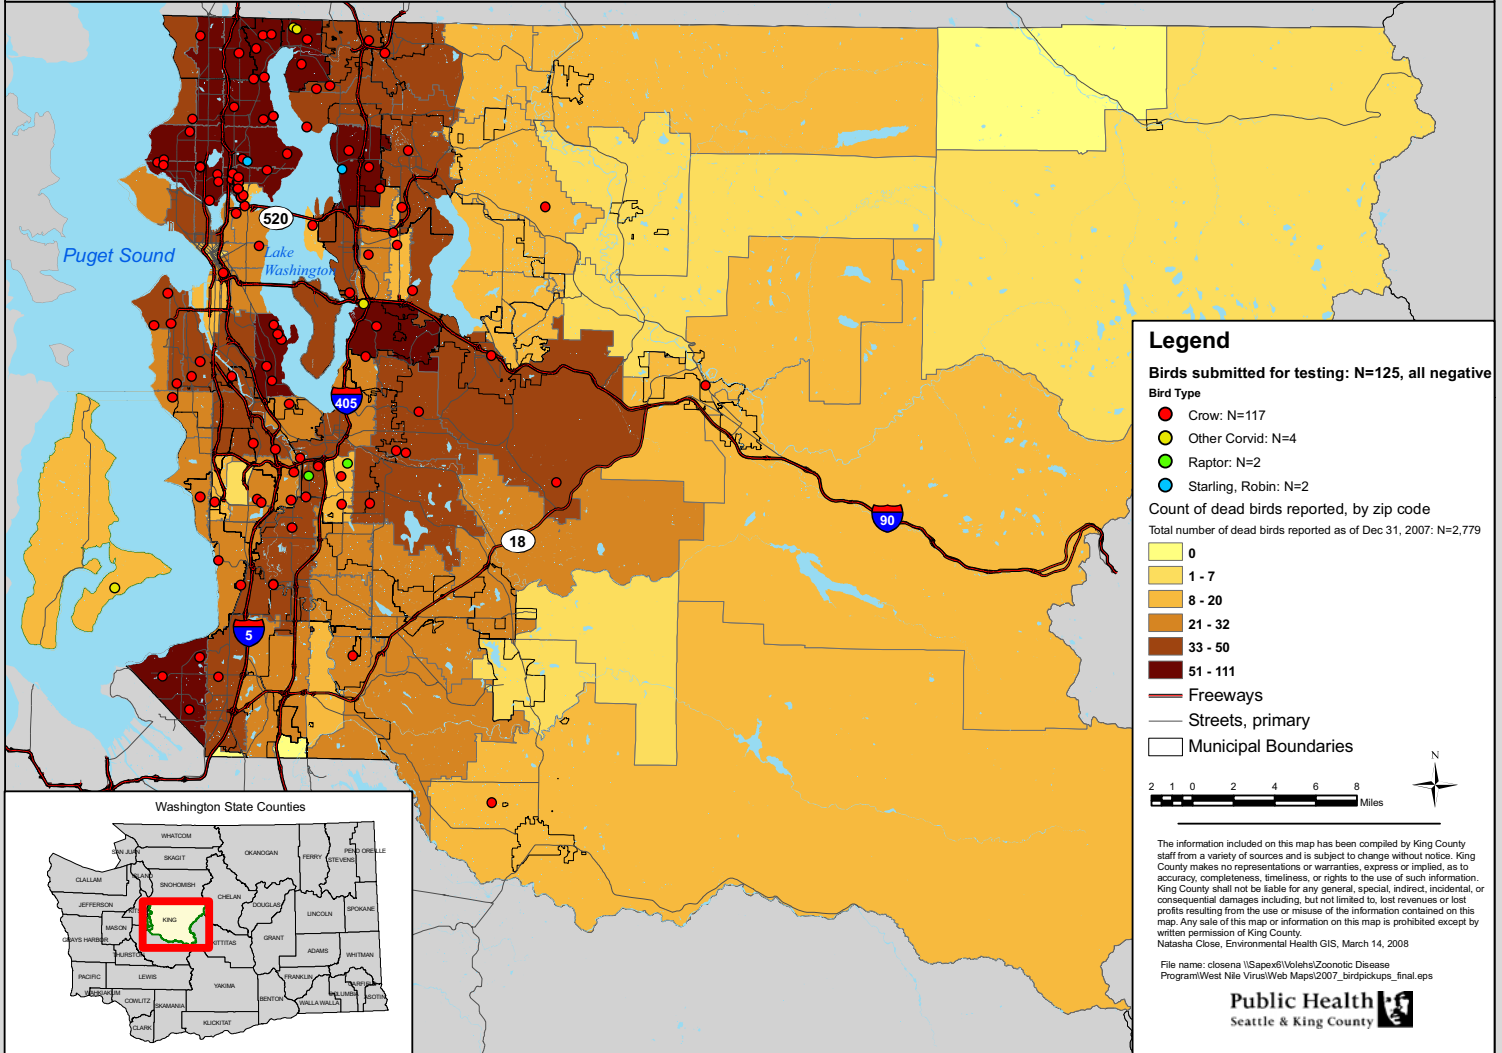 520
Puget Sound
Lake
Washington
405
90
18
5
Legend
Birds submitted for testing: N=125, all negative
Bird Type
Crow: N=117
Other Corvid: N=4
Raptor: N=2
Starling, Robin: N=2
Count of dead birds reported, by zip code
Total number of dead birds reported as of Dec 31, 2007: N=2,779
0
1 - 7
8 - 20
21 - 32
33 - 50
51 - 111
Freeways
Streets, primary
Municipal Boundaries
N
2 1 0 2 4 6 8
Miles
The information included on this map has been compiled by King County
staff from a variety of sources and is subject to change without notice. King
County makes no representations or warranties, express or implied, as to
accuracy, completeness, timeliness, or rights to the use of such information.
King County shall not be liable for any general, special, indirect, incidental, or
consequential damages including, but not limited to, lost revenues or lost
profits resulting from the use or misuse of the information contained on this
map. Any sale of this map or information on this map is prohibited except by
written permission of King County.
Natasha Close, Environmental Health GIS, March 14, 2008
File name: closena \\Sapex6\Volehs\Zoonotic Disease
Program\West Nile Virus\Web Maps\2007_birdpickups_final.eps
Public Health
Seattle & King County
Washington State Counties
WHATCOM
SAN JUAN
SKAGIT
OKANOGAN
FERRY
STEVENS
PEND OREILLE
CLALLAM
ISLAND
SNOHOMISH
CHELAN
JEFFERSON
DOUGLAS
LINCOLN
SPOKANE
KING
MASON
GRAYS HARBOR
KITTITAS
GRANT
THURSTON
ADAMS
WHITMAN
PACIFIC
LEWIS
YAKIMA
FRANKLIN
GARFIELD
WAHKIAKUM
COWLITZ
SKAMANIA
BENTON
WALLA WALLA
COLUMBIA
ASOTIN
CLARK
KLICKITAT